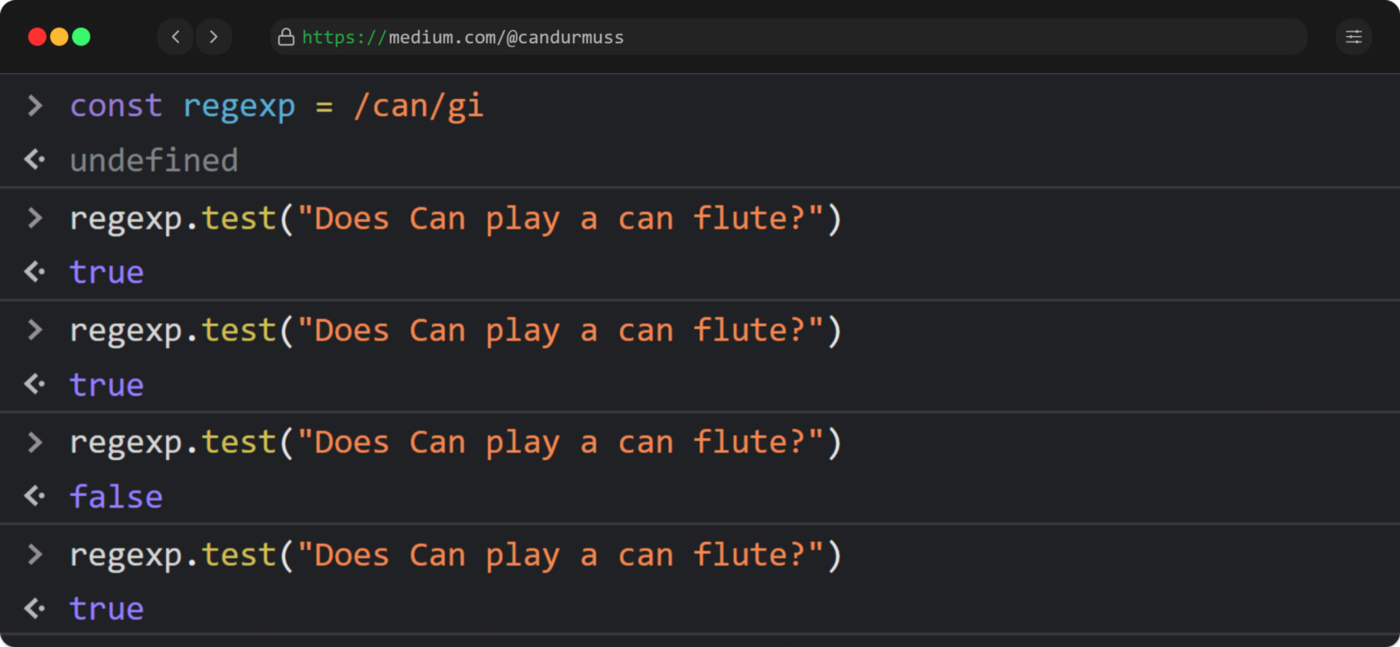 https://medium.com/@candurmuss
const regexp = /can/gi
undefined
regexp.test("Does Can play a can flute?")
true
regexp.test("Does Can play a can flute?")
true
regexp.test("Does Can play a can flute?")
false
regexp.test("Does Can play a can flute?")
true